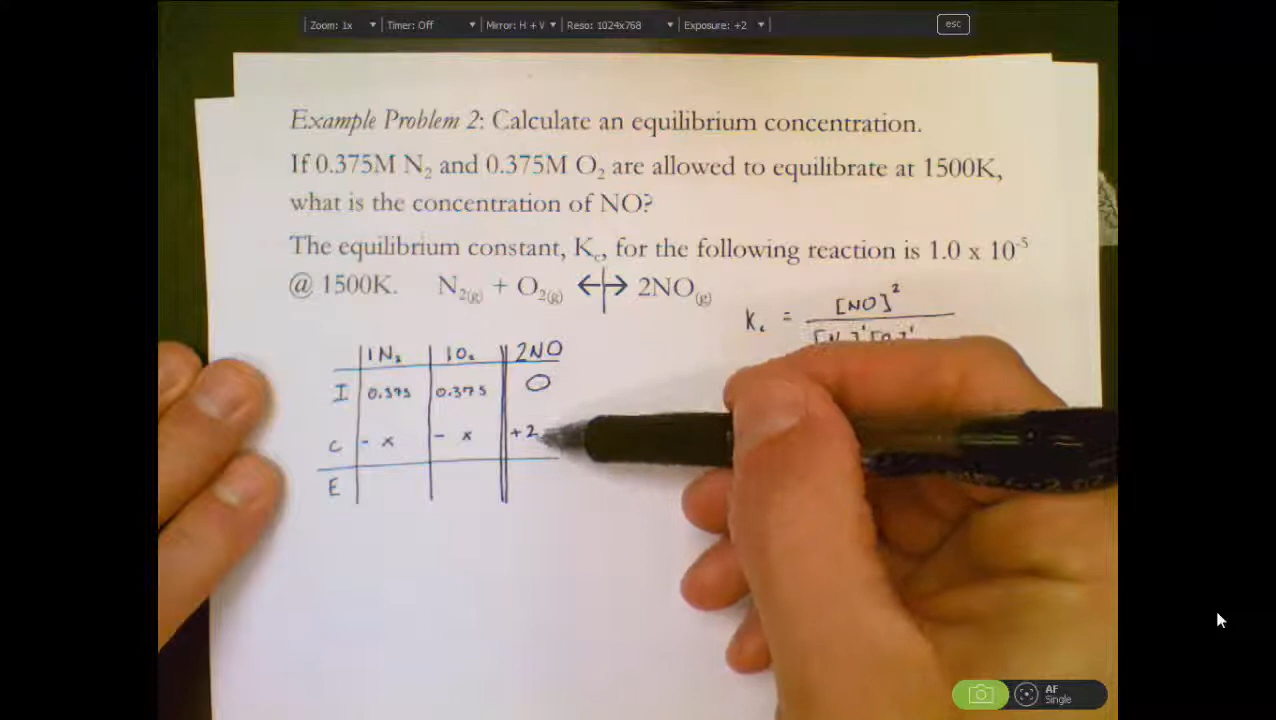 Zoom: 1x Timer: Off Mirror: H + V Reso: 1024x768 Exposure: +2 esc
Example Problem 2: Calculate an equilibrium concentration.
If 0.375M N₂ and 0.375M O₂ are allowed to equilibrate at 1500K,
what is the concentration of NO?
The equilibrium constant, K꜀, for the following reaction is 1.0 x 10⁻⁵
@ 1500K. N₂(g) + O₂(g) ↔ 2NO(g)
K꜀ = [NO]²
1N₂ 1O₂ 2NO
I 0.375 0.375 0
C - x - x +2
E
AF
Single